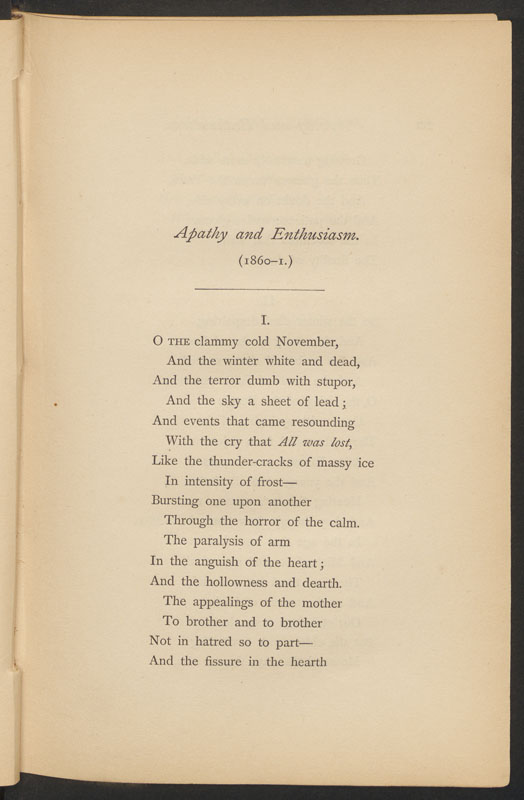 Apathy and Enthusiasm.
(1860–1.)
I.
O THE clammy cold November,
And the winter white and dead,
And the terror dumb with stupor,
And the sky a sheet of lead;
And events that came resounding
With the cry that All was lost,
Like the thunder-cracks of massy ice
In intensity of frost—
Bursting one upon another
Through the horror of the calm.
The paralysis of arm
In the anguish of the heart;
And the hollowness and dearth.
The appealings of the mother
To brother and to brother
Not in hatred so to part—
And the fissure in the hearth